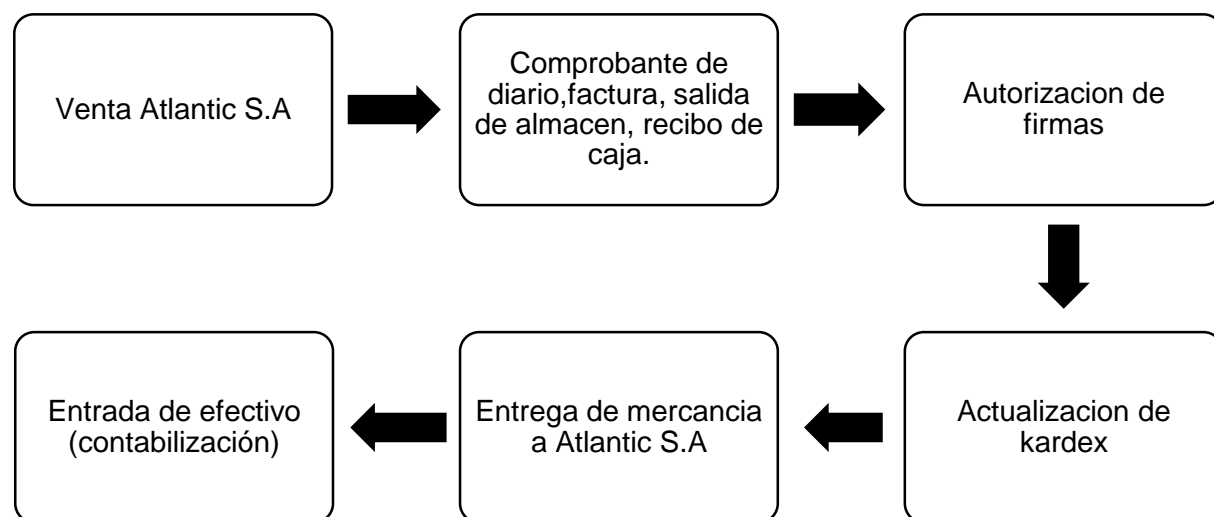 Venta Atlantic S.A
Comprobante de
diario,factura, salida
de almacen, recibo de
caja.
Autorizacion de
firmas
Actualizacion de
kardex
Entrega de mercancia
a Atlantic S.A
Entrada de efectivo
(contabilización)